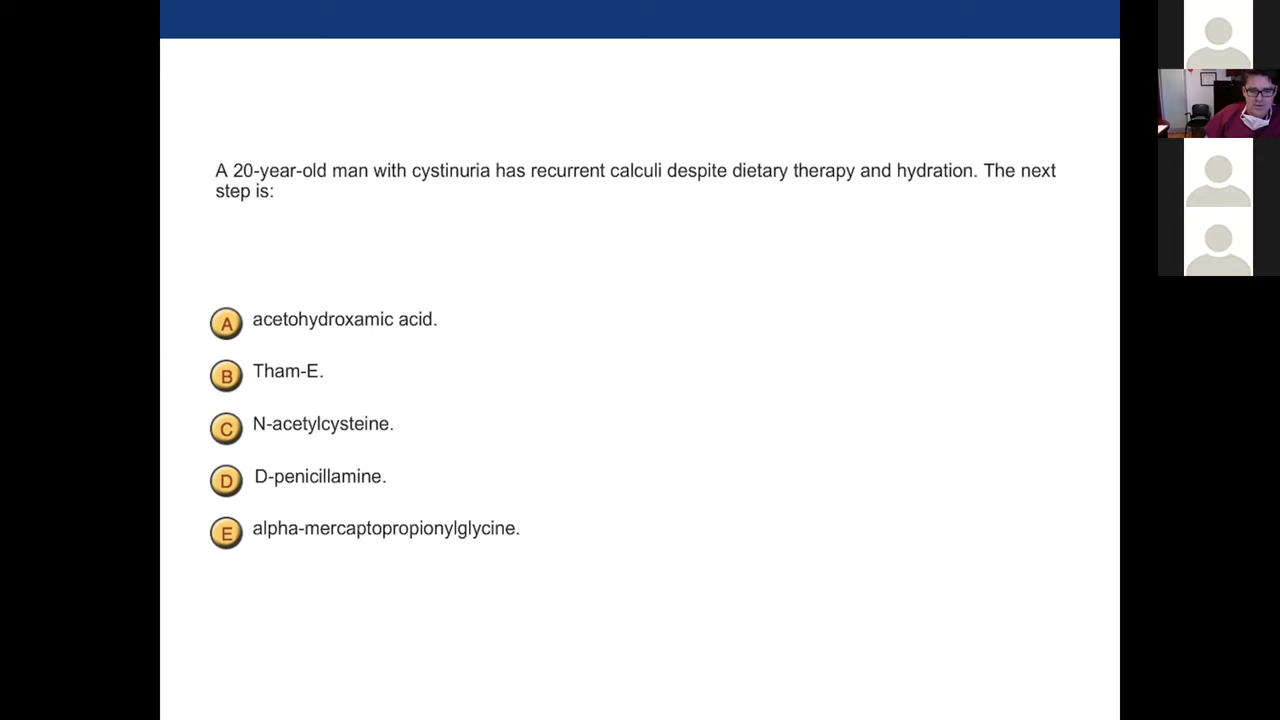 A 20-year-old man with cystinuria has recurrent calculi despite dietary therapy and hydration. The next
step is:
A acetohydroxamic acid.
B Tham-E.
C N-acetylcysteine.
D D-penicillamine.
E alpha-mercaptopropionylglycine.